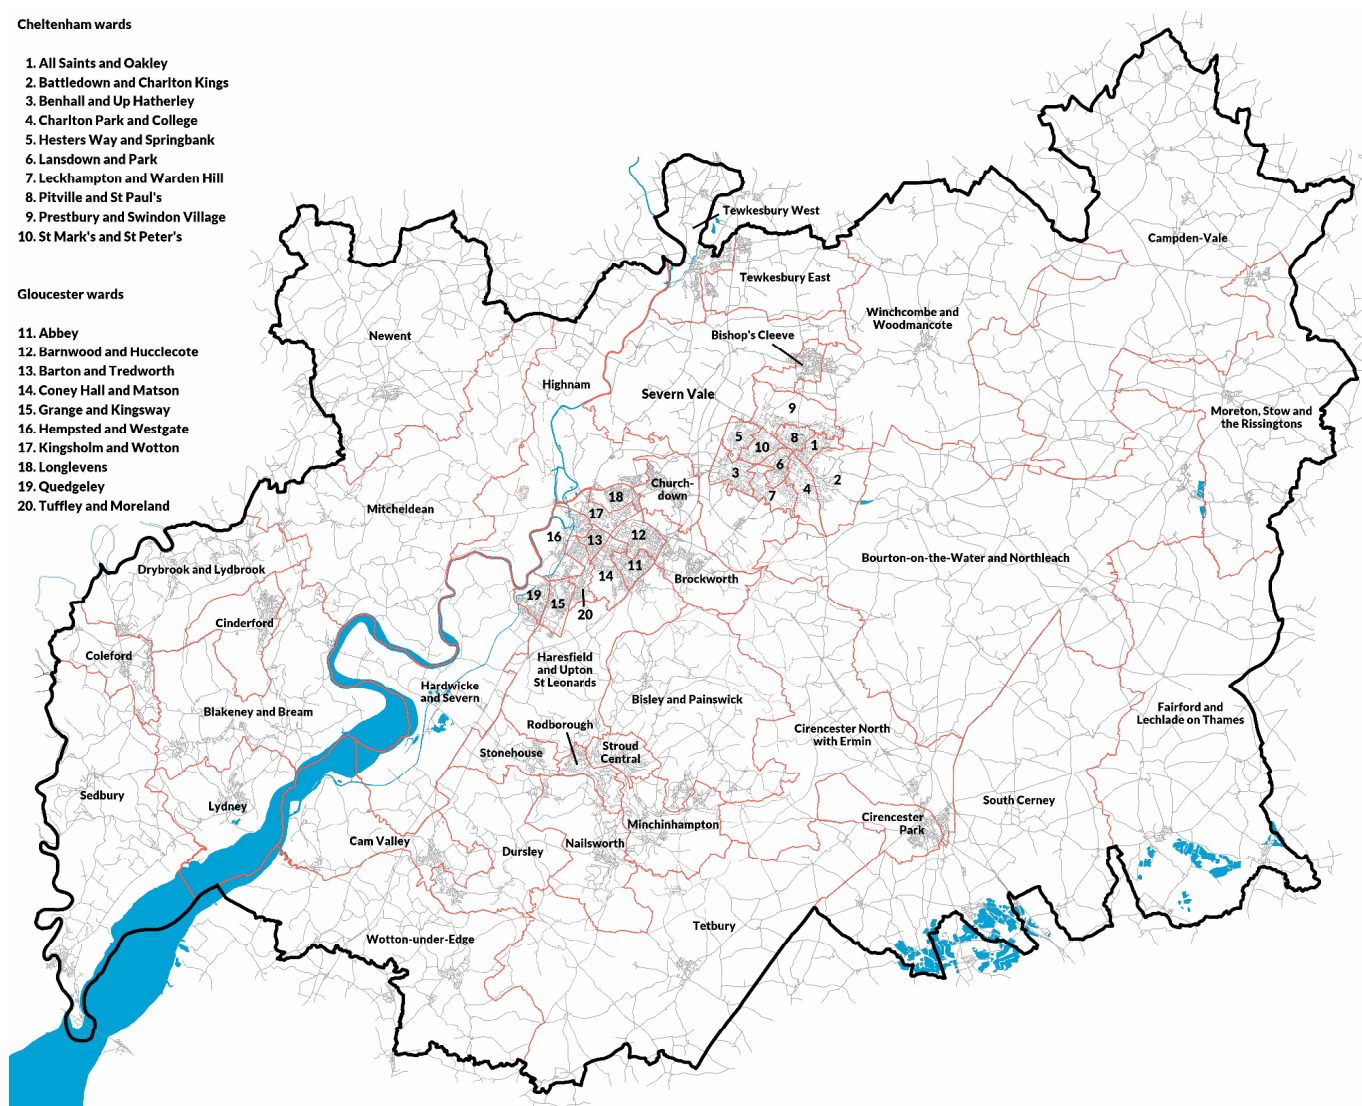 Cheltenham wards
1. All Saints and Oakley
2. Battledown and Charlton Kings
3. Benhall and Up Hatherley
4. Charlton Park and College
5. Hesters Way and Springbank
6. Lansdown and Park
7. Leckhampton and Warden Hill
8. Pitville and St Paul's
9. Prestbury and Swindon Village
10. St Mark's and St Peter's
Gloucester wards
11. Abbey
12. Barnwood and Hucclecote
13. Barton and Tredworth
14. Coney Hall and Matson
15. Grange and Kingsway
16. Hempsted and Westgate
17. Kingsholm and Wotton
18. Longlevens
19. Quedgeley
20. Tuffley and Moreland
Tewkesbury West
Campden-Vale
Tewkesbury East
Winchcombe and
Woodmancote
Newent
Bishop's Cleeve
Highnam
Severn Vale
9
Moreton, Stow and
the Rissingtons
5
10
8
1
6
3
2
7
4
Church-
down
18
17
Mitcheldean
16
13
12
11
14
Bourton-on-the-Water and Northleach
Drybrook and Lydbrook
Brockworth
19
15
20
Cinderford
Coleford
Haresfield
and Upton
St Leonards
Hardwicke
and Severn
Bisley and Painswick
Blakeney and Bream
Fairford and
Lechlade on Thames
Rodborough
Cirencester North
with Ermin
Stonehouse
Stroud
Central
Sedbury
Lydney
South Cerney
Minchinhampton
Cirencester
Park
Cam Valley
Nailsworth
Dursley
Tetbury
Wotton-under-Edge